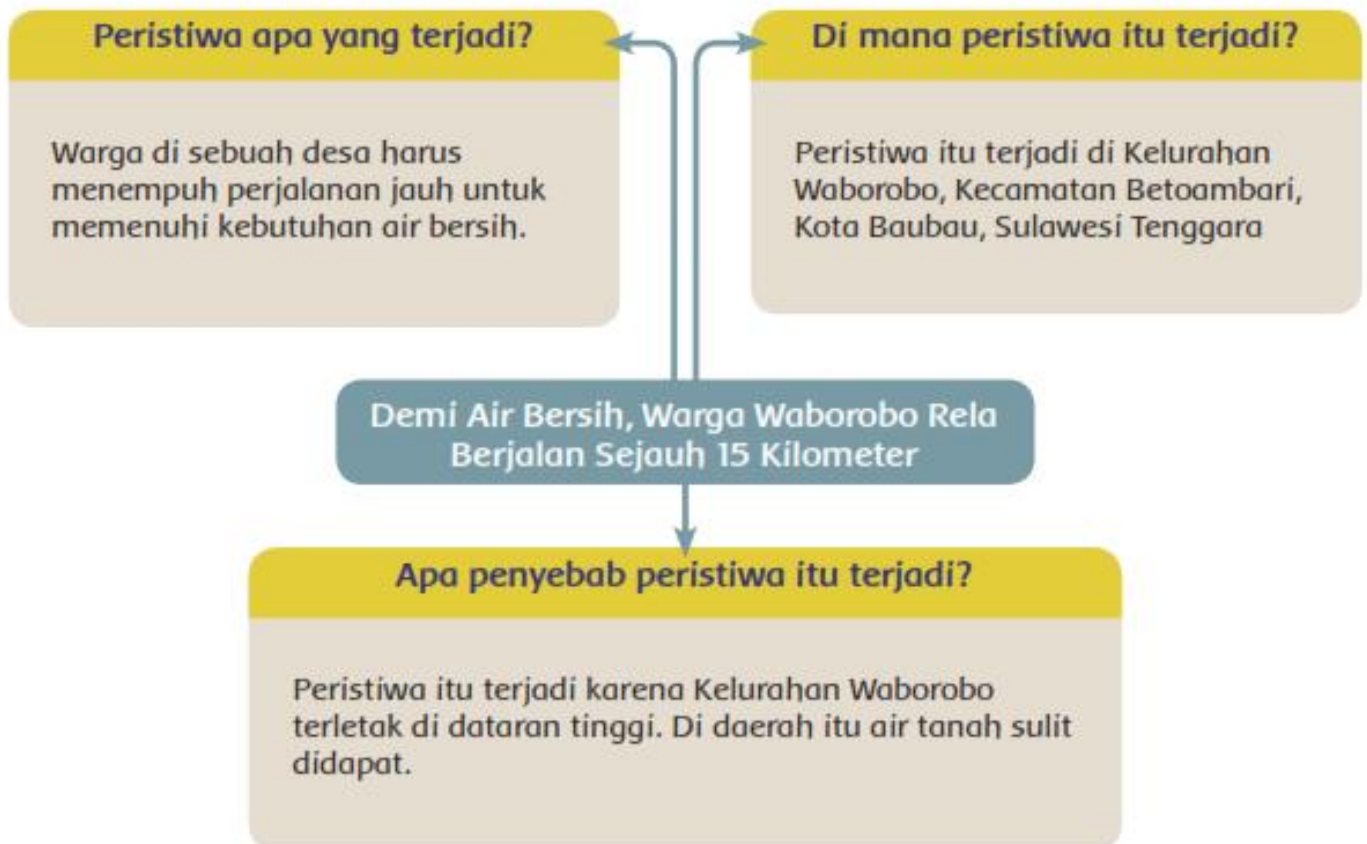 Peristiwa apa yang terjadi?
Warga di sebuah desa harus
menempuh perjalanan jauh untuk
memenuhi kebutuhan air bersih.
Di mana peristiwa itu terjadi?
Peristiwa itu terjadi di Kelurahan
Waborobo, Kecamatan Betoambari,
Kota Baubau, Sulawesi Tenggara
Demi Air Bersih, Warga Waborobo Rela
Berjalan Sejauh 15 Kilometer
Apa penyebab peristiwa itu terjadi?
Peristiwa itu terjadi karena Kelurahan Waborobo
terletak di dataran tinggi. Di daerah itu air tanah sulit
didapat.